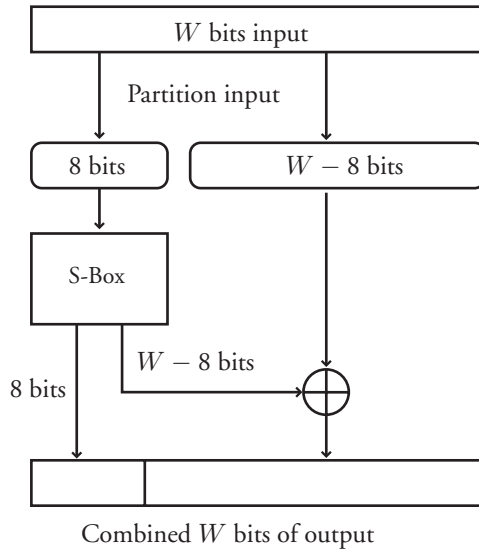 W bits input
Partition input
8 bits
W − 8 bits
S-Box
W − 8 bits
8 bits
Combined W bits of output